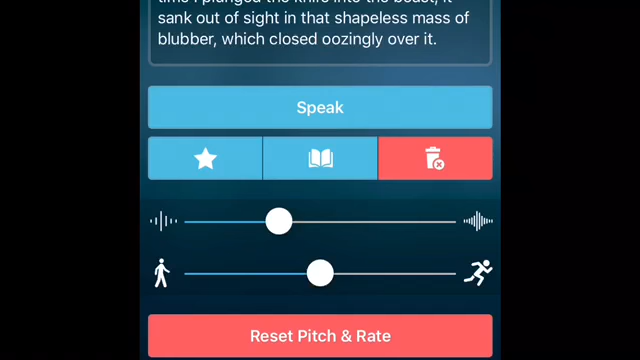 time I plunged the knife into the beast, it
sank out of sight in that shapeless mass of
blubber, which closed oozingly over it.
Speak
Reset Pitch & Rate